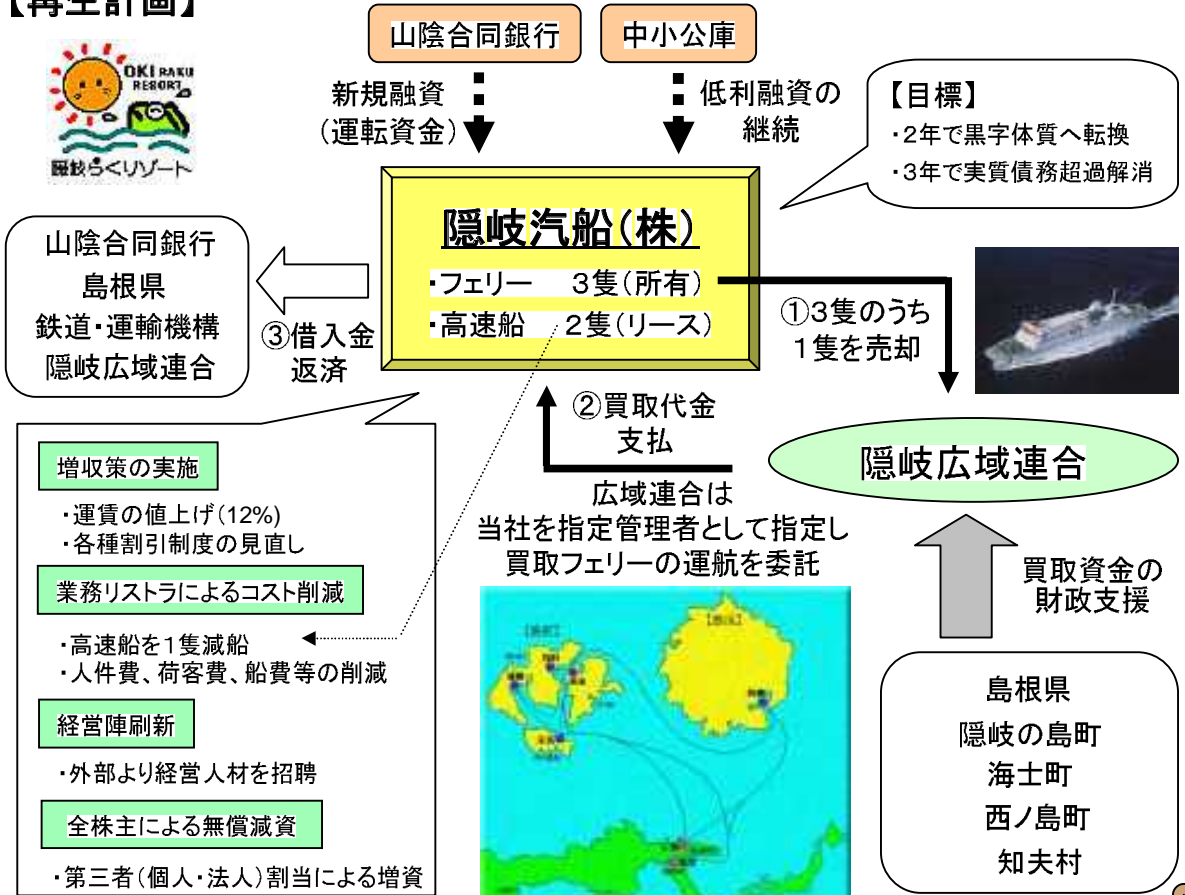 【再生計画】
OKI RAKU
RESORT
隠岐らくリゾート
山陰合同銀行
中小公庫
新規融資
(運転資金)
低利融資の
継続
【目標】
・2年で黒字体質へ転換
・3年で実質債務超過解消
隠岐汽船(株)
・フェリー 3隻(所有)
・高速船 2隻(リース)
山陰合同銀行
島根県
鉄道・運輸機構
隠岐広域連合
③借入金
返済
①3隻のうち
1隻を売却
②買取代金
支払
隠岐広域連合
広域連合は
当社を指定管理者として指定し
買取フェリーの運航を委託
増収策の実施
・運賃の値上げ(12%)
・各種割引制度の見直し
業務リストラによるコスト削減
・高速船を1隻減船
・人件費、荷客費、船費等の削減
経営陣刷新
・外部より経営人材を招聘
全株主による無償減資
・第三者(個人・法人)割当による増資
買取資金の
財政支援
島根県
隠岐の島町
海士町
西ノ島町
知夫村